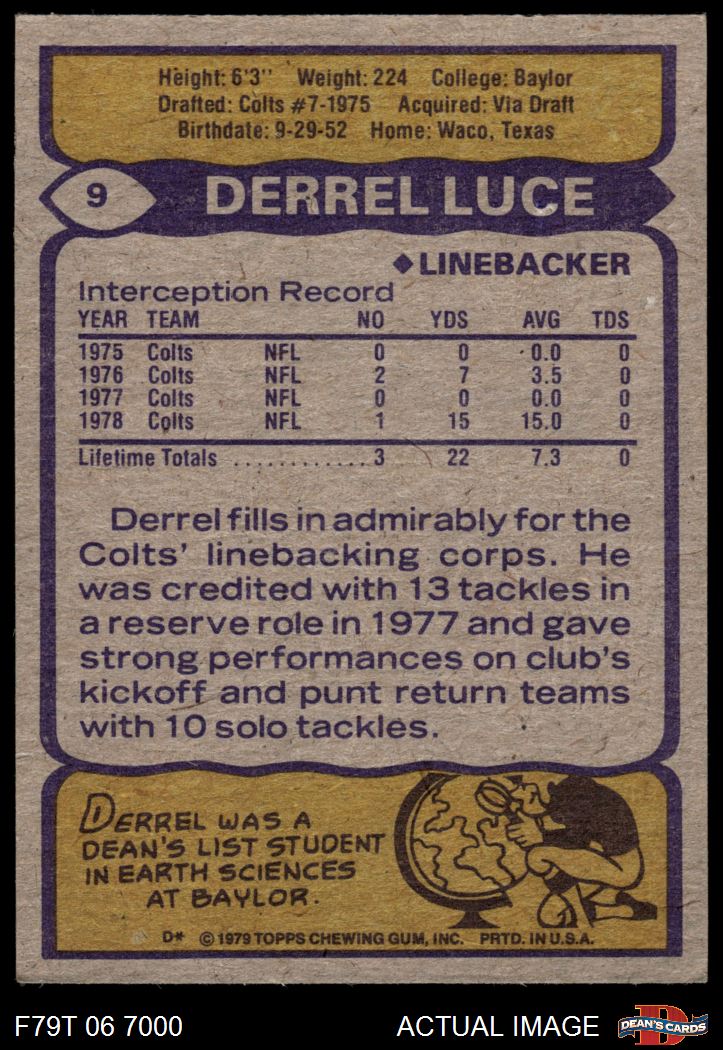 Height: 6'3" Weight: 224 College: Baylor
Drafted: Colts #7-1975 Acquired: Via Draft
Birthdate: 9-29-52 Home: Waco, Texas
9 DERREL LUCE
◆LINEBACKER
Interception Record
YEAR TEAM NO YDS AVG TDS
1975 Colts NFL 0 0 0.0 0
1976 Colts NFL 2 7 3.5 0
1977 Colts NFL 0 0 0.0 0
1978 Colts NFL 1 15 15.0 0
Lifetime Totals ............ 3 22 7.3 0
Derrel fills in admirably for the
Colts' linebacking corps. He
was credited with 13 tackles in
a reserve role in 1977 and gave
strong performances on club's
kickoff and punt return teams
with 10 solo tackles.
DERREL WAS A
DEAN'S LIST STUDENT
IN EARTH SCIENCES
AT BAYLOR.
D* © 1979 TOPPS CHEWING GUM, INC. PRTD. IN U.S.A.
F79T 06 7000 ACTUAL IMAGE D DEAN'S CARDS